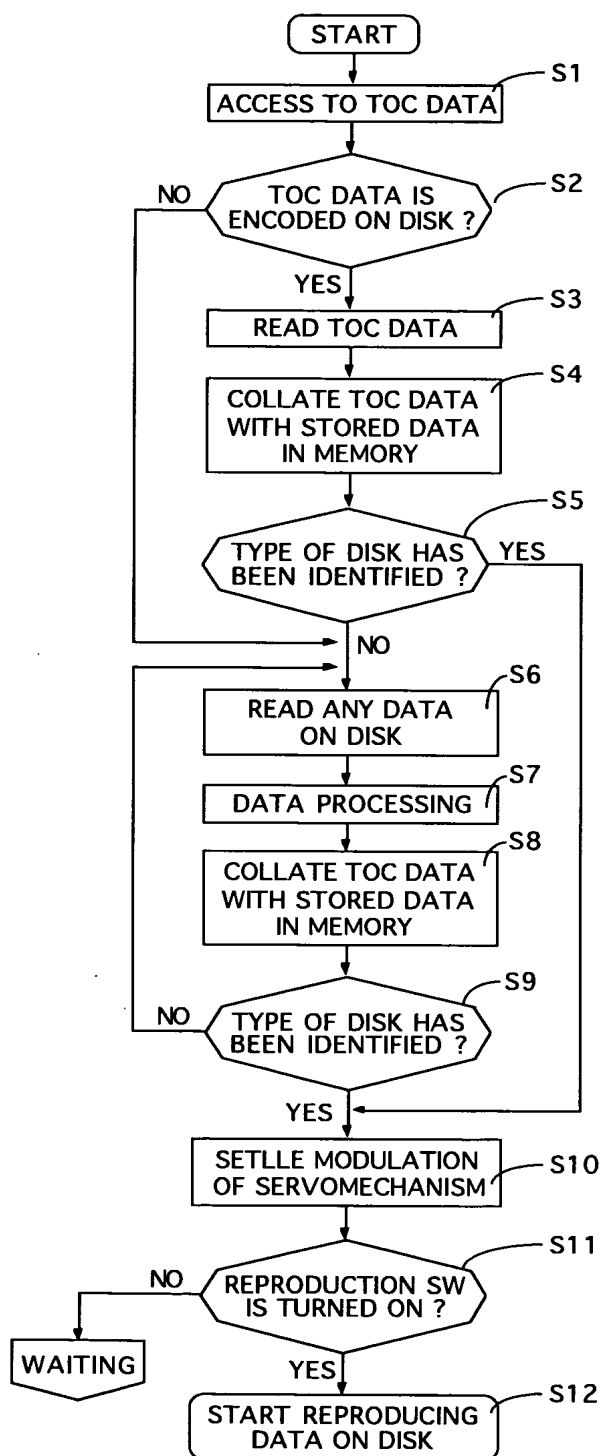 START
S1
ACCESS TO TOC DATA
S2
NO
TOC DATA IS
ENCODED ON DISK ?
YES
S3
READ TOC DATA
S4
COLLATE TOC DATA
WITH STORED DATA
IN MEMORY
S5
TYPE OF DISK HAS
BEEN IDENTIFIED ?
YES
NO
S6
READ ANY DATA
ON DISK
S7
DATA PROCESSING
S8
COLLATE TOC DATA
WITH STORED DATA
IN MEMORY
S9
NO
TYPE OF DISK HAS
BEEN IDENTIFIED ?
YES
SETLLE MODULATION
OF SERVOMECHANISM
S10
S11
NO
REPRODUCTION SW
IS TURNED ON ?
WAITING
YES
S12
START REPRODUCING
DATA ON DISK